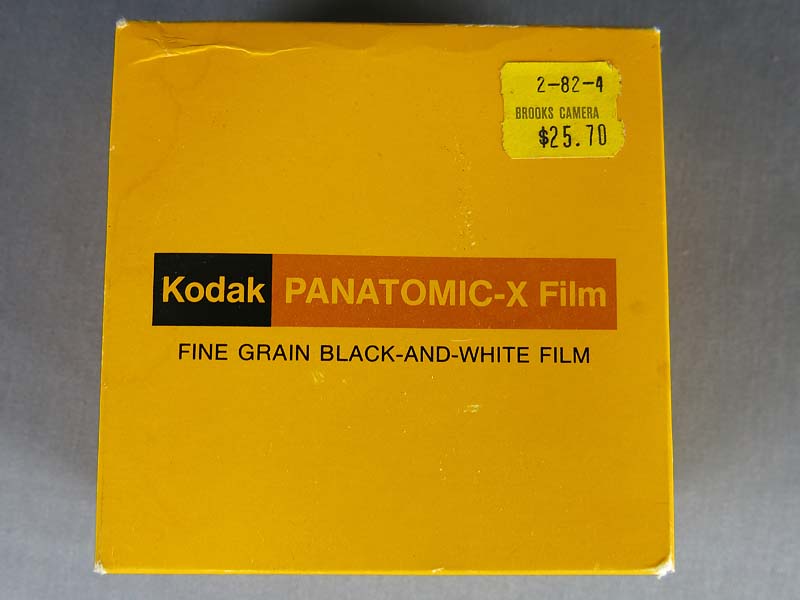 2-82-4
BROOKS CAMERA
$25.70
Kodak PANATOMIC-X Film
FINE GRAIN BLACK-AND-WHITE FILM